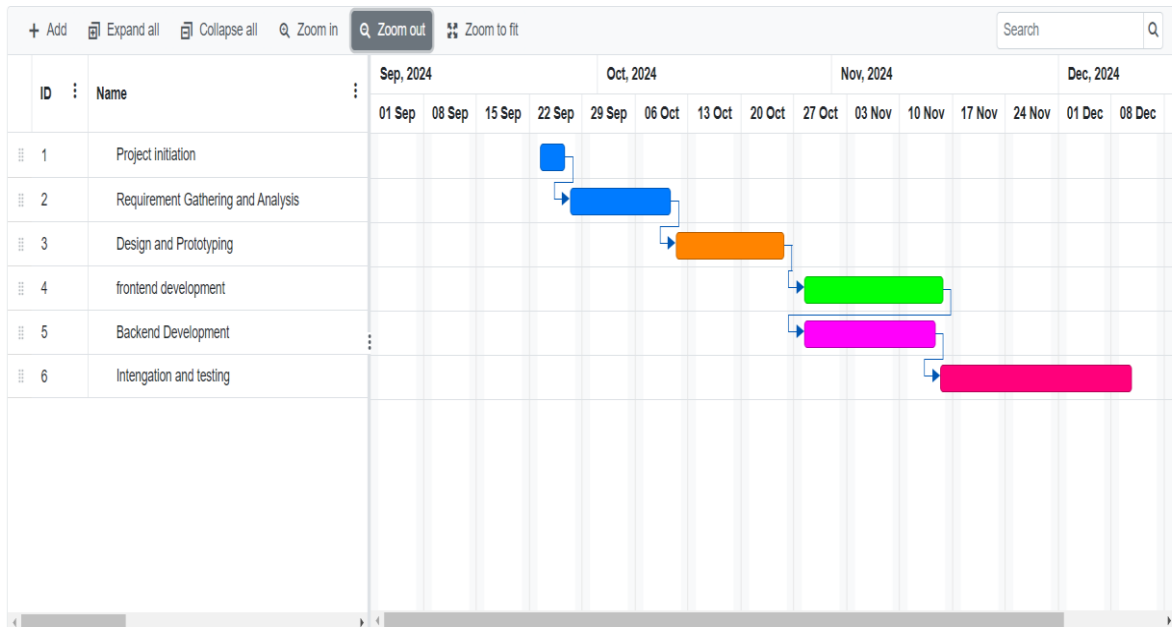 Add Expand all Collapse all Zoom in Zoom out Zoom to fit Search
Sep, 2024 Oct, 2024 Nov, 2024 Dec, 2024
ID Name
01 Sep 08 Sep 15 Sep 22 Sep 29 Sep 06 Oct 13 Oct 20 Oct 27 Oct 03 Nov 10 Nov 17 Nov 24 Nov 01 Dec 08 Dec
1 Project initiation
2 Requirement Gathering and Analysis
3 Design and Prototyping
4 frontend development
5 Backend Development
6 Intengation and testing